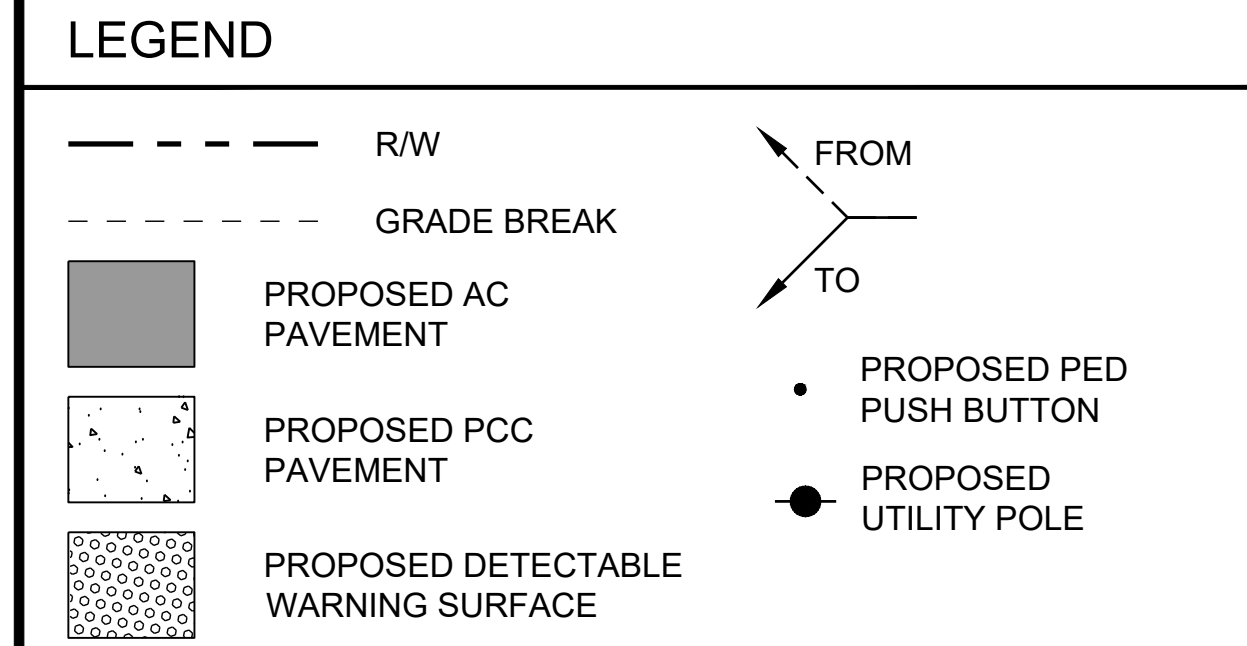 LEGEND
R/W
GRADE BREAK
PROPOSED AC
PAVEMENT
PROPOSED PCC
PAVEMENT
PROPOSED DETECTABLE
WARNING SURFACE
FROM
TO
PROPOSED PED
PUSH BUTTON
PROPOSED
UTILITY POLE